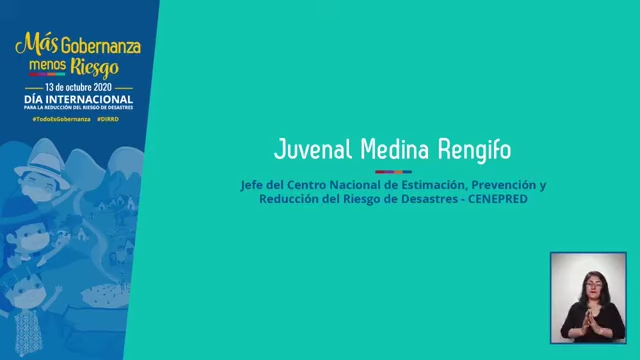 Más Gobernanza
menos Riesgo
13 de octubre 2020
DÍA INTERNACIONAL
PARA LA REDUCCIÓN DEL RIESGO DE DESASTRES
#TodoEsGobernanza #DIRRD
Juvenal Medina Rengifo
Jefe del Centro Nacional de Estimación, Prevención y
Reducción del Riesgo de Desastres - CENEPRED